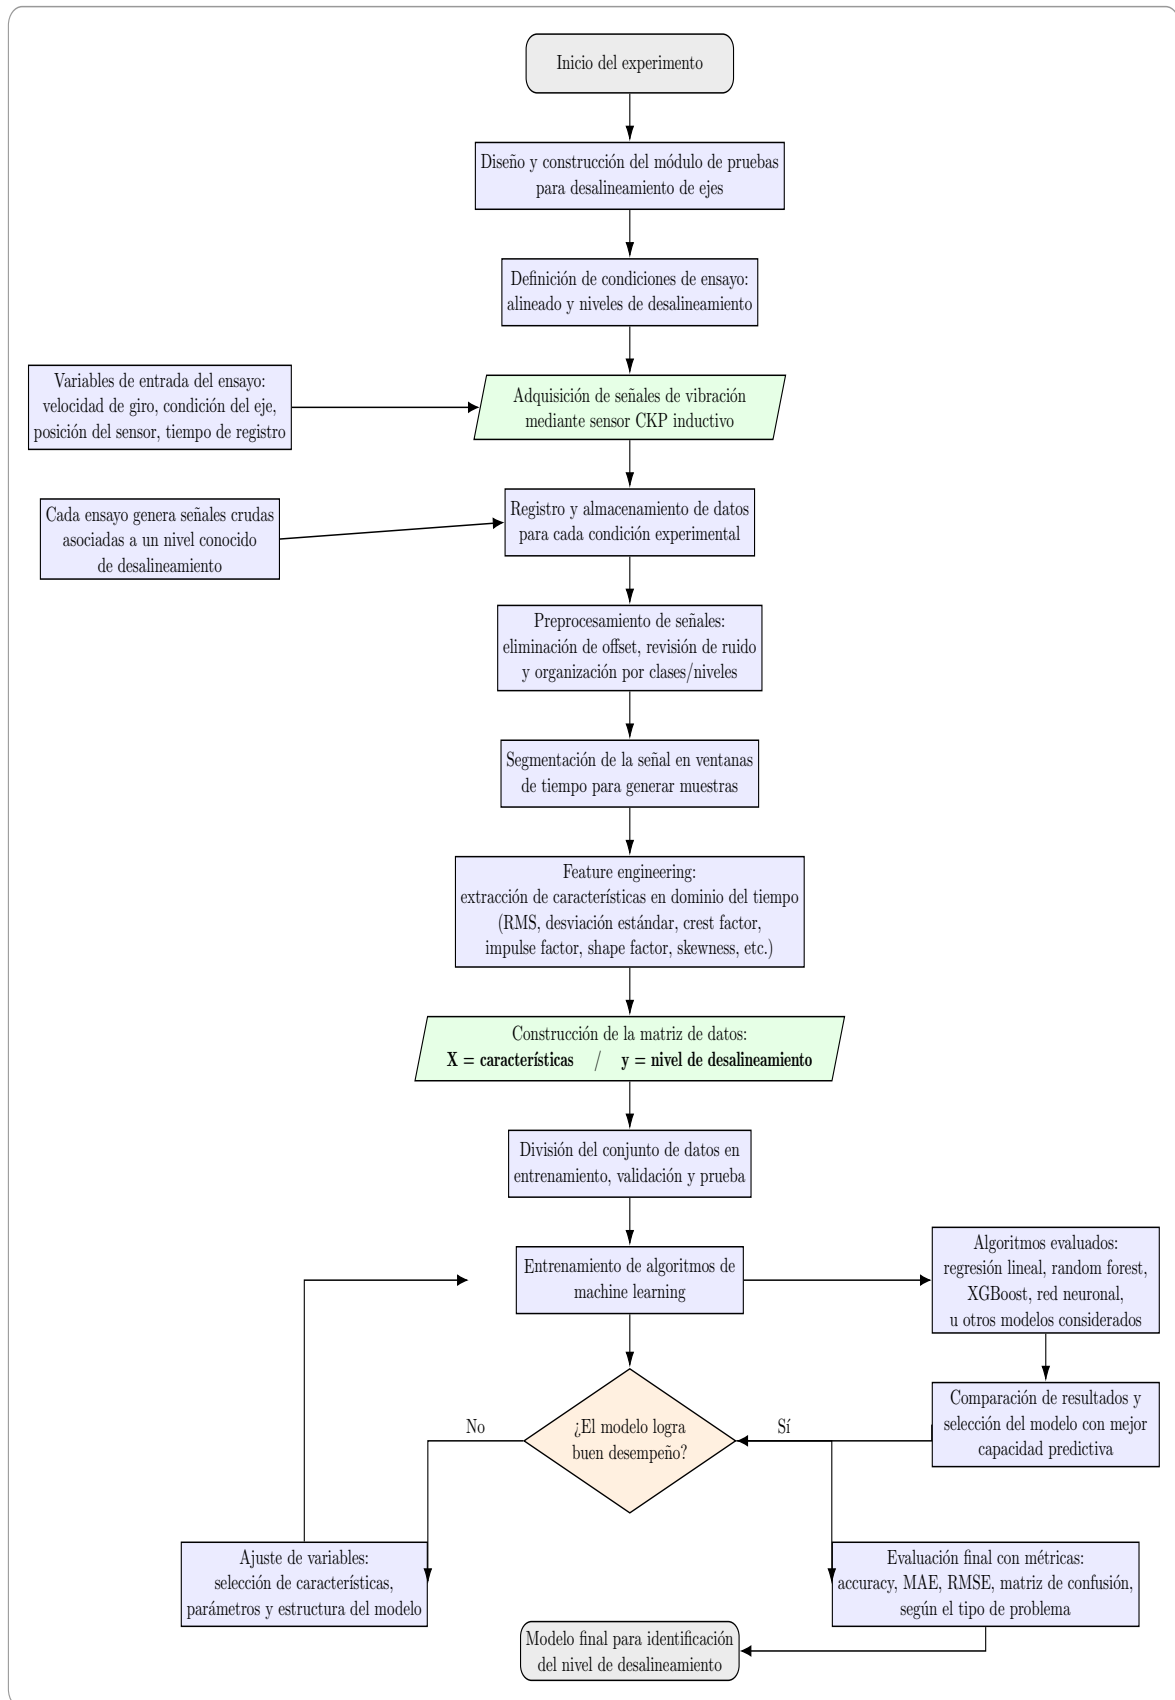 Inicio del experimento
Diseño y construcción del módulo de pruebas
para desalineamiento de ejes
Definición de condiciones de ensayo:
alineado y niveles de desalineamiento
Variables de entrada del ensayo:
velocidad de giro, condición del eje,
posición del sensor, tiempo de registro
Adquisición de señales de vibración
mediante sensor CKP inductivo
Cada ensayo genera señales crudas
asociadas a un nivel conocido
de desalineamiento
Registro y almacenamiento de datos
para cada condición experimental
Preprocesamiento de señales:
eliminación de offset, revisión de ruido
y organización por clases/niveles
Segmentación de la señal en ventanas
de tiempo para generar muestras
Feature engineering:
extracción de características en dominio del tiempo
(RMS, desviación estándar, crest factor,
impulse factor, shape factor, skewness, etc.)
Construcción de la matriz de datos:
X = características / y = nivel de desalineamiento
División del conjunto de datos en
entrenamiento, validación y prueba
Entrenamiento de algoritmos de
machine learning
Algoritmos evaluados:
regresión lineal, random forest,
XGBoost, red neuronal,
u otros modelos considerados
Comparación de resultados y
selección del modelo con mejor
capacidad predictiva
No
¿El modelo logra
buen desempeño?
Sí
Ajuste de variables:
selección de características,
parámetros y estructura del modelo
Evaluación final con métricas:
accuracy, MAE, RMSE, matriz de confusión,
según el tipo de problema
Modelo final para identificación
del nivel de desalineamiento